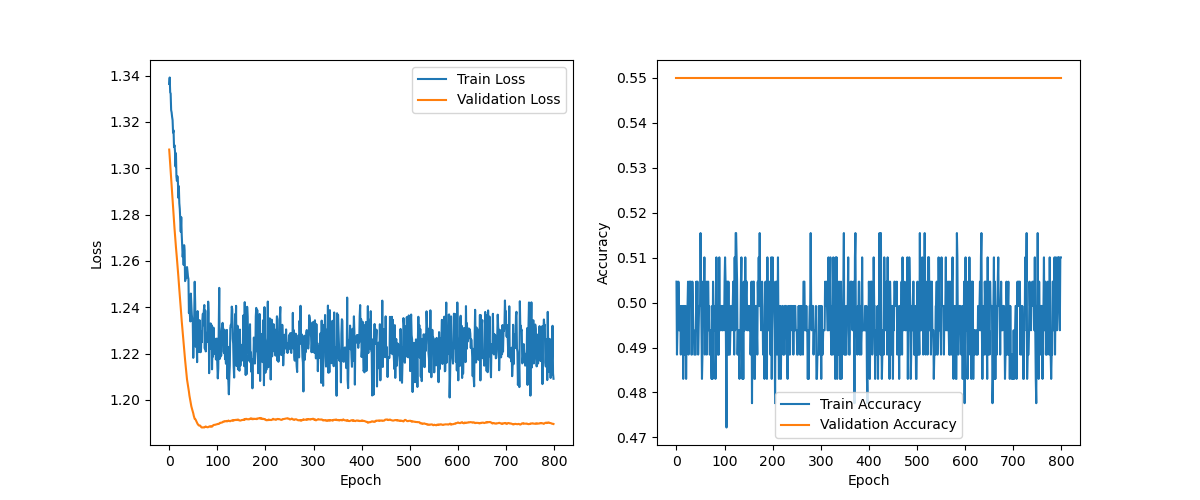 1.34
1.32
1.30
1.28
1.26
1.24
1.22
1.20
Loss
0 100 200 300 400 500 600 700 800
Epoch
Train Loss
Validation Loss
0.55
0.54
0.53
0.52
0.51
0.50
0.49
0.48
0.47
Accuracy
0 100 200 300 400 500 600 700 800
Epoch
Train Accuracy
Validation Accuracy